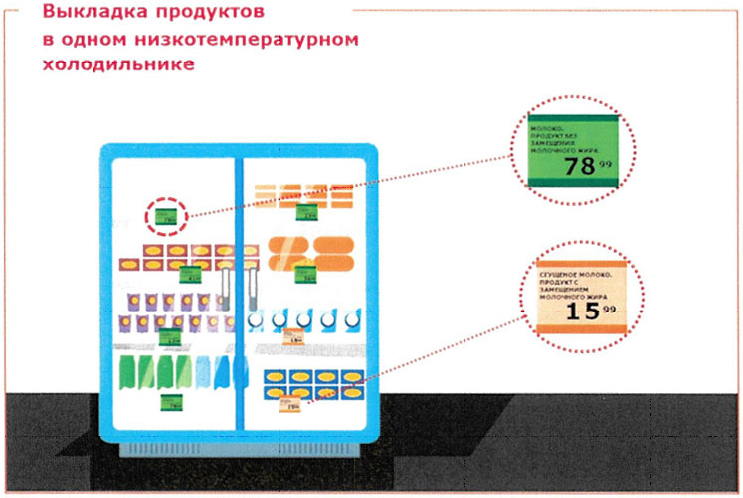 Выкладка продуктов
в одном низкотемпературном
холодильнике
МОЛОКО.
ПРОДУКТ БЕЗ
ЗАМЕЩЕНИЯ
МОЛОЧНОГО ЖИРА
78 99
СГУЩЕНОЕ МОЛОКО.
ПРОДУКТ С
ЗАМЕЩЕНИЕМ
МОЛОЧНОГО ЖИРА
15 99